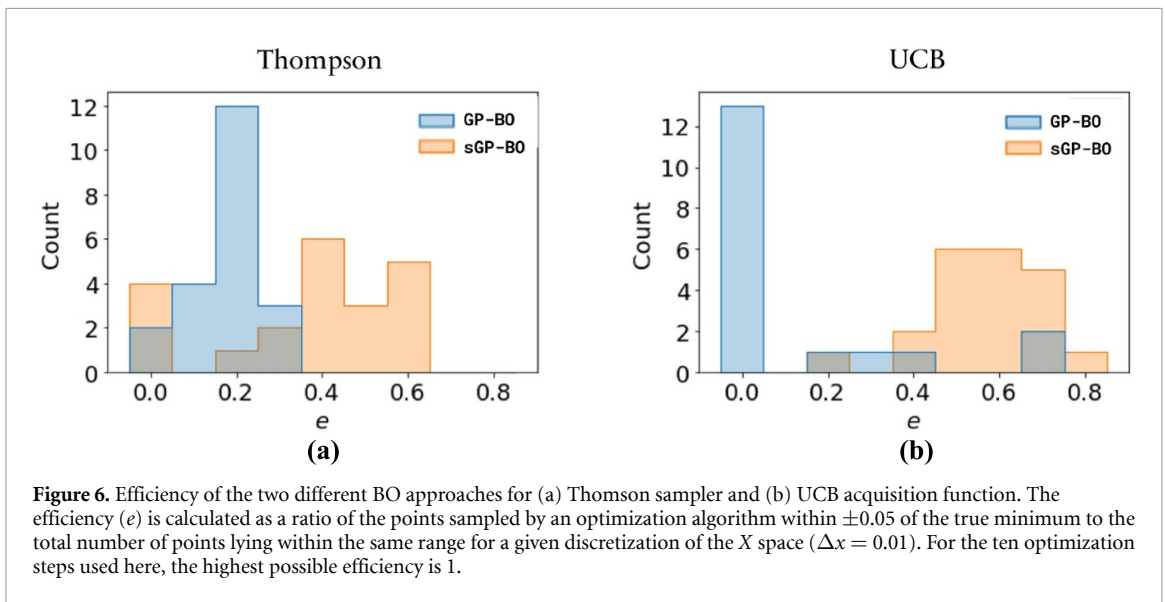 Thompson
UCB
12
10
8
6
4
2
0
Count
GP-BO
sGP-BO
0.0 0.2 0.4 0.6 0.8
e
(a)
12
10
8
6
4
2
0
Count
GP-BO
sGP-BO
0.0 0.2 0.4 0.6 0.8
e
(b)
Figure 6. Efficiency of the two different BO approaches for (a) Thomson sampler and (b) UCB acquisition function. The
efficiency (e) is calculated as a ratio of the points sampled by an optimization algorithm within ±0.05 of the true minimum to the
total number of points lying within the same range for a given discretization of the X space (Δx = 0.01). For the ten optimization
steps used here, the highest possible efficiency is 1.